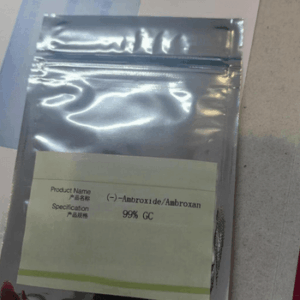 Product Name (-)-Ambroxide/Ambroxan
产品名称
Specification 99% GC
产品规格